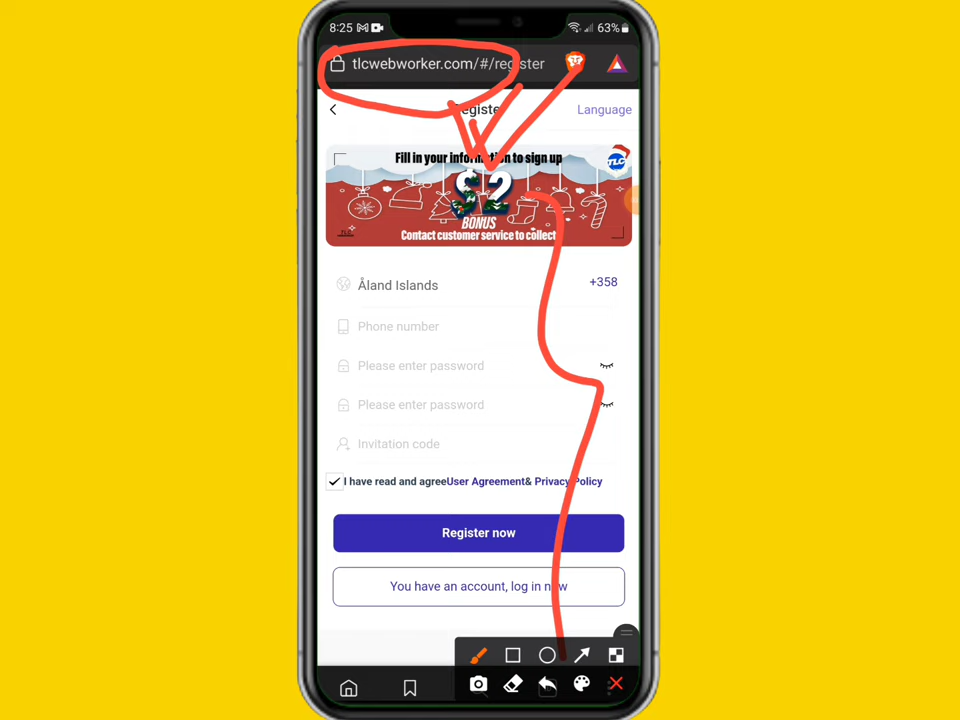 8:25 63%
tlcwebworker.com/#/register
Register Language
Fill in your information to sign up
TLC
$2
BONUS
Contact customer service to collect
Åland Islands +358
Phone number
Please enter password
Please enter password
Invitation code
I have read and agreeUser Agreement& Privacy Policy
Register now
You have an account, log in now